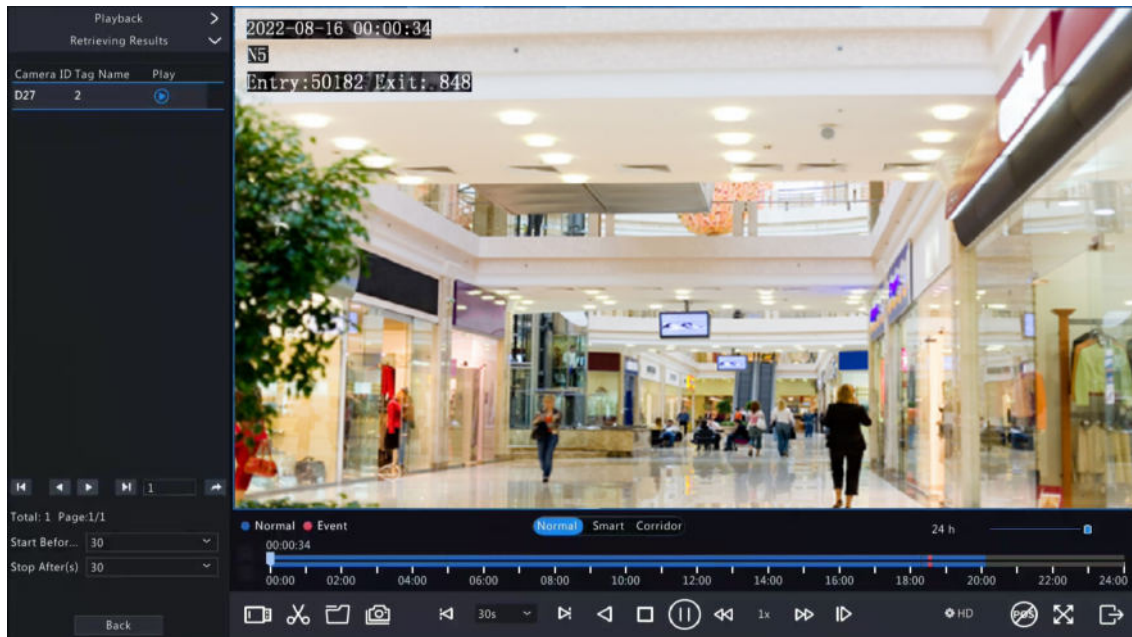 Playback
Retrieving Results
Camera ID Tag Name Play
D27 2
1
Total: 1 Page:1/1
Start Befor... 30
Stop After(s) 30
Back
2022-08-16 00:00:34
N5
Entry:50182 Exit: 848
Normal Event
Normal Smart Corridor
24 h
00:00:34
00:00 02:00 04:00 06:00 08:00 10:00 12:00 14:00 16:00 18:00 20:00 22:00 24:00
30s 1x HD POS